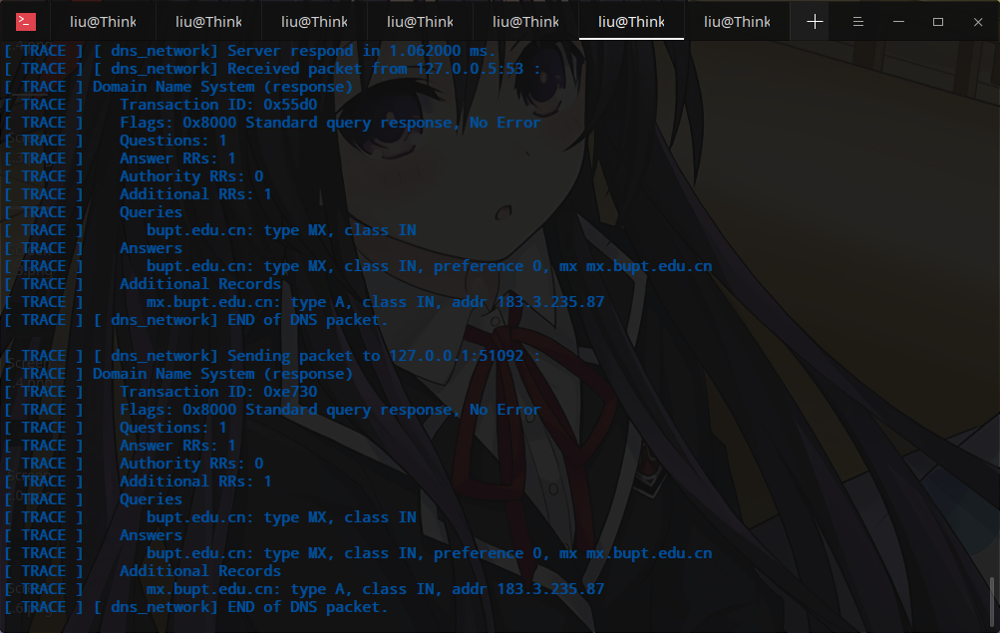 liu@Think liu@Think liu@Think liu@Think liu@Think liu@Think liu@Think
[ TRACE ] [ dns_network] Server respond in 1.062000 ms.
[ TRACE ] [ dns_network] Received packet from 127.0.0.5:53 :
[ TRACE ] Domain Name System (response)
[ TRACE ]    Transaction ID: 0x55d0
[ TRACE ]    Flags: 0x8000 Standard query response, No Error
[ TRACE ]    Questions: 1
[ TRACE ]    Answer RRs: 1
[ TRACE ]    Authority RRs: 0
[ TRACE ]    Additional RRs: 1
[ TRACE ]    Queries
[ TRACE ]       bupt.edu.cn: type MX, class IN
[ TRACE ]    Answers
[ TRACE ]       bupt.edu.cn: type MX, class IN, preference 0, mx mx.bupt.edu.cn
[ TRACE ]    Additional Records
[ TRACE ]       mx.bupt.edu.cn: type A, class IN, addr 183.3.235.87
[ TRACE ] [ dns_network] END of DNS packet.
[ TRACE ] [ dns_network] Sending packet to 127.0.0.1:51092 :
[ TRACE ] Domain Name System (response)
[ TRACE ]    Transaction ID: 0xe730
[ TRACE ]    Flags: 0x8000 Standard query response, No Error
[ TRACE ]    Questions: 1
[ TRACE ]    Answer RRs: 1
[ TRACE ]    Authority RRs: 0
[ TRACE ]    Additional RRs: 1
[ TRACE ]    Queries
[ TRACE ]       bupt.edu.cn: type MX, class IN
[ TRACE ]    Answers
[ TRACE ]       bupt.edu.cn: type MX, class IN, preference 0, mx mx.bupt.edu.cn
[ TRACE ]    Additional Records
[ TRACE ]       mx.bupt.edu.cn: type A, class IN, addr 183.3.235.87
[ TRACE ] [ dns_network] END of DNS packet.